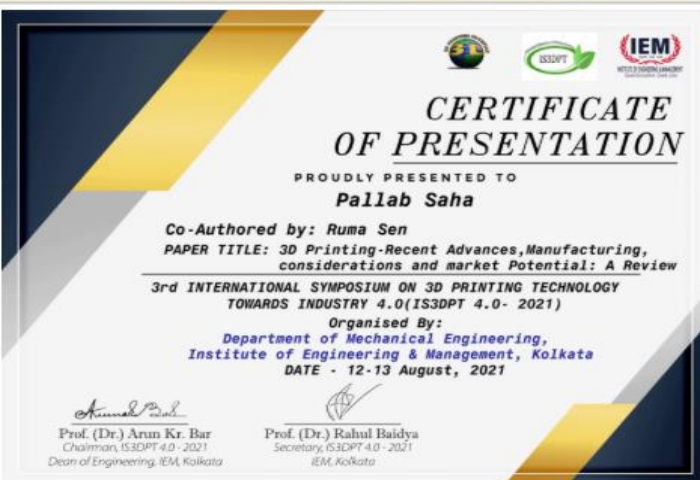 IS3DPT
IEM
CERTIFICATE
OF PRESENTATION
PROUDLY PRESENTED TO
Pallab Saha
Co-Authored by: Ruma Sen
PAPER TITLE: 3D Printing-Recent Advances,Manufacturing,
considerations and market Potential: A Review
3rd INTERNATIONAL SYMPOSIUM ON 3D PRINTING TECHNOLOGY
TOWARDS INDUSTRY 4.0(IS3DPT 4.0- 2021)
Organised By:
Department of Mechanical Engineering,
Institute of Engineering & Management, Kolkata
DATE - 12-13 August, 2021
Prof. (Dr.) Arun Kr. Bar
Chairman, IS3DPT 4.0 - 2021
Dean of Engineering, IEM, Kolkata
Prof. (Dr.) Rahul Baidya
Secretary, IS3DPT 4.0 - 2021
IEM, Kolkata